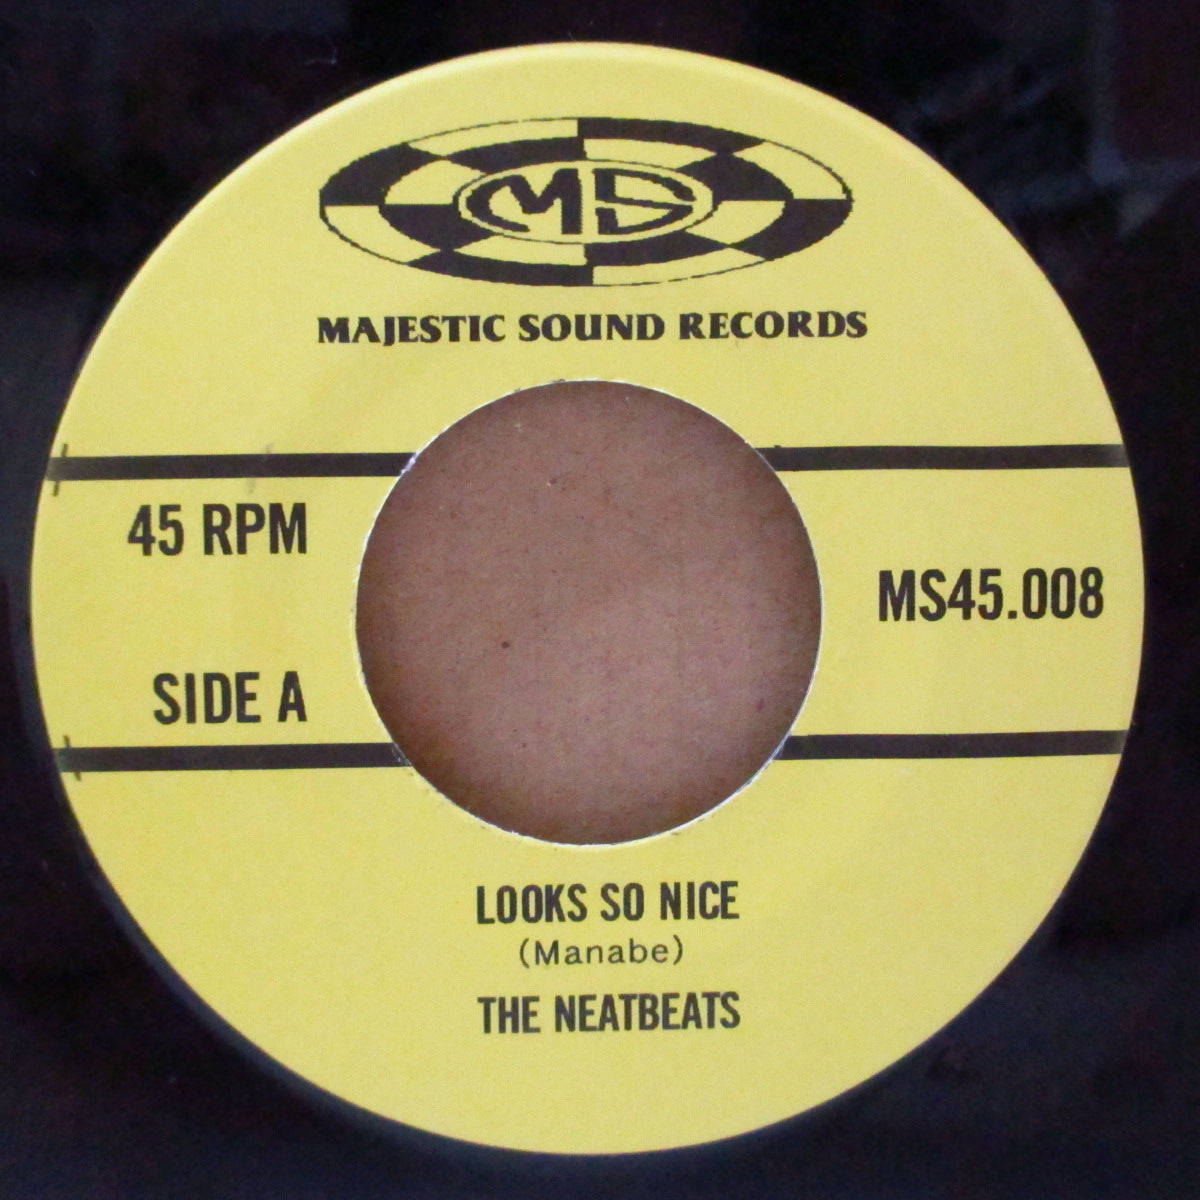 MS
MAJESTIC SOUND RECORDS
45 RPM
MS45.008
SIDE A
LOOKS SO NICE
(Manabe)
THE NEATBEATS